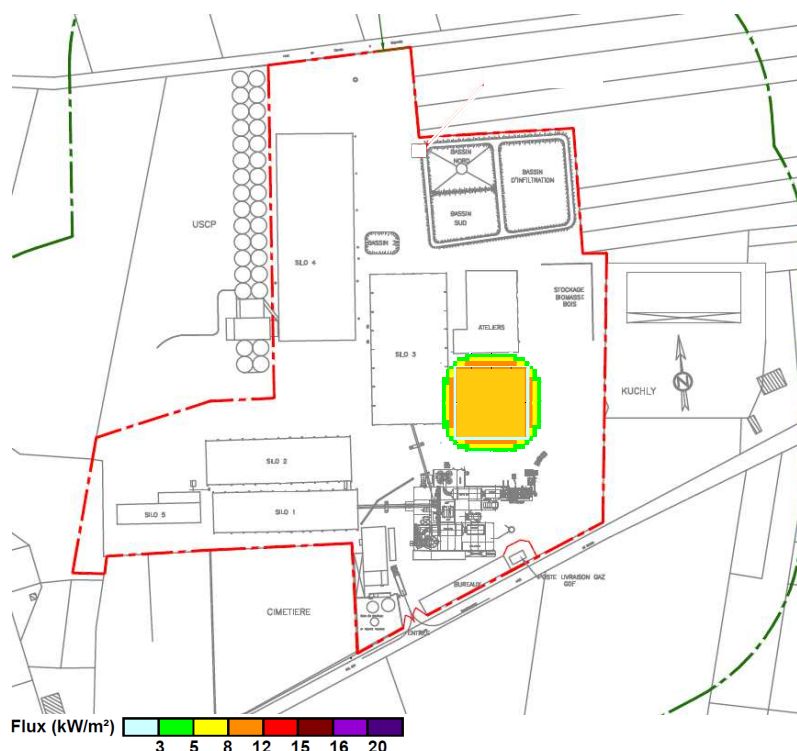 BASSIN
NORD
BASSIN
D'INFILTRATION
BASSIN
SUD
USCP
BASSIN
SILO 4
STOCKAGE
BIOMASSE
BOIS
ATELIERS
SILO 3
KUCHLY
N
SILO 2
SILO 5
SILO 1
BUREAUX
POSTE LIVRAISON GAZ
GDF
CIMETIERE
ENTREE
Flux (kW/m²)
3 5 8 12 15 16 20